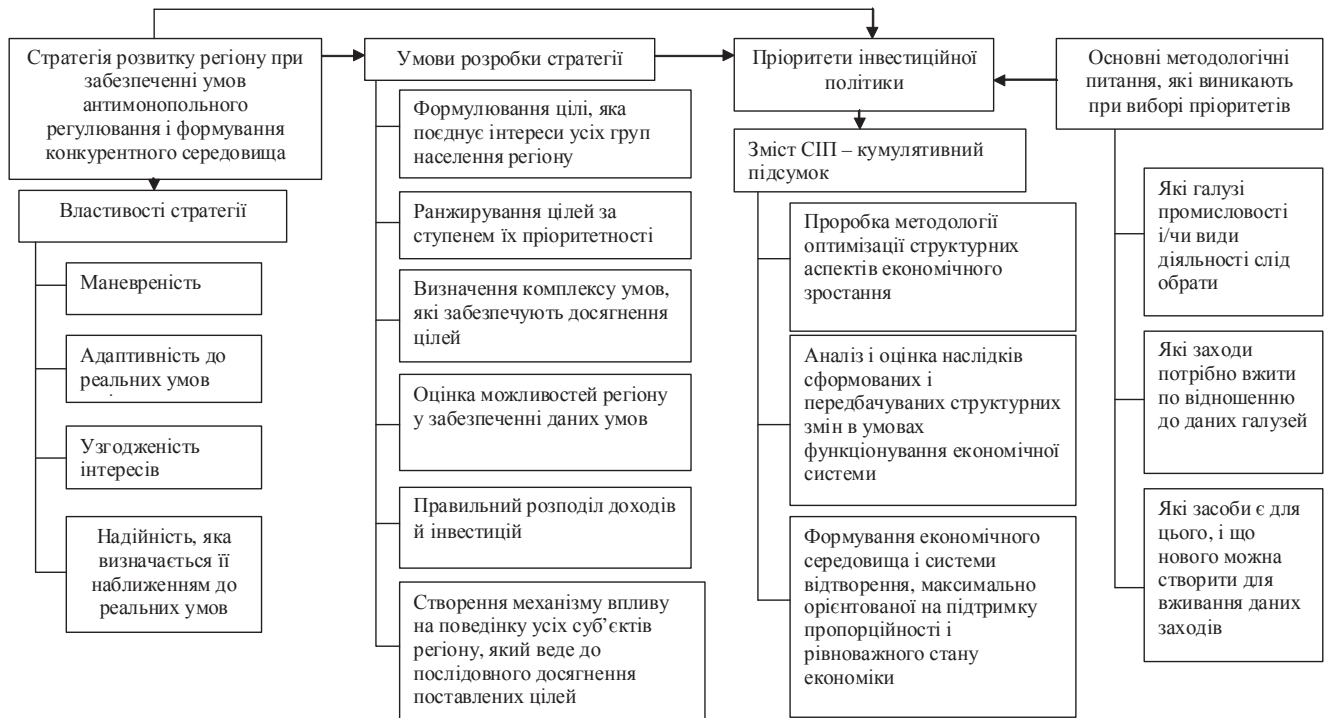 Стратегія розвитку регіону при
забезпеченні умов
антимонопольного
регулювання і формування
конкурентного середовища
Властивості стратегії
Маневреність
Адаптивність до
реальних умов
Узгодженість
інтересів
Надійність, яка
визначається її
наближенням до
реальних умов
Умови розробки стратегії
Формулювання цілі, яка
поєднує інтереси усіх груп
населення регіону
Ранжирування цілей за
ступенем їх пріоритетності
Визначення комплексу умов,
які забезпечують досягнення
цілей
Оцінка можливостей регіону
у забезпеченні даних умов
Правильний розподіл доходів
й інвестицій
Створення механізму впливу
на поведінку усіх суб’єктів
регіону, який веде до
послідовного досягнення
поставлених цілей
Пріоритети інвестиційної
політики
Зміст СІП – кумулятивний
підсумок
Проробка методології
оптимізації структурних
аспектів економічного
зростання
Аналіз і оцінка наслідків
сформованих і
передбачуваних структурних
змін в умовах
функціонування економічної
системи
Формування економічного
середовища і системи
відтворення, максимально
орієнтованої на підтримку
пропорційності і
рівноважного стану
економіки
Основні методологічні
питання, які виникають
при виборі пріоритетів
Які галузі
промисловості
і/чи види
діяльності слід
обрати
Які заходи
потрібно вжити
по відношенню
до даних галузей
Які засоби є для
цього, і що
нового можна
створити для
вживання даних
заходів